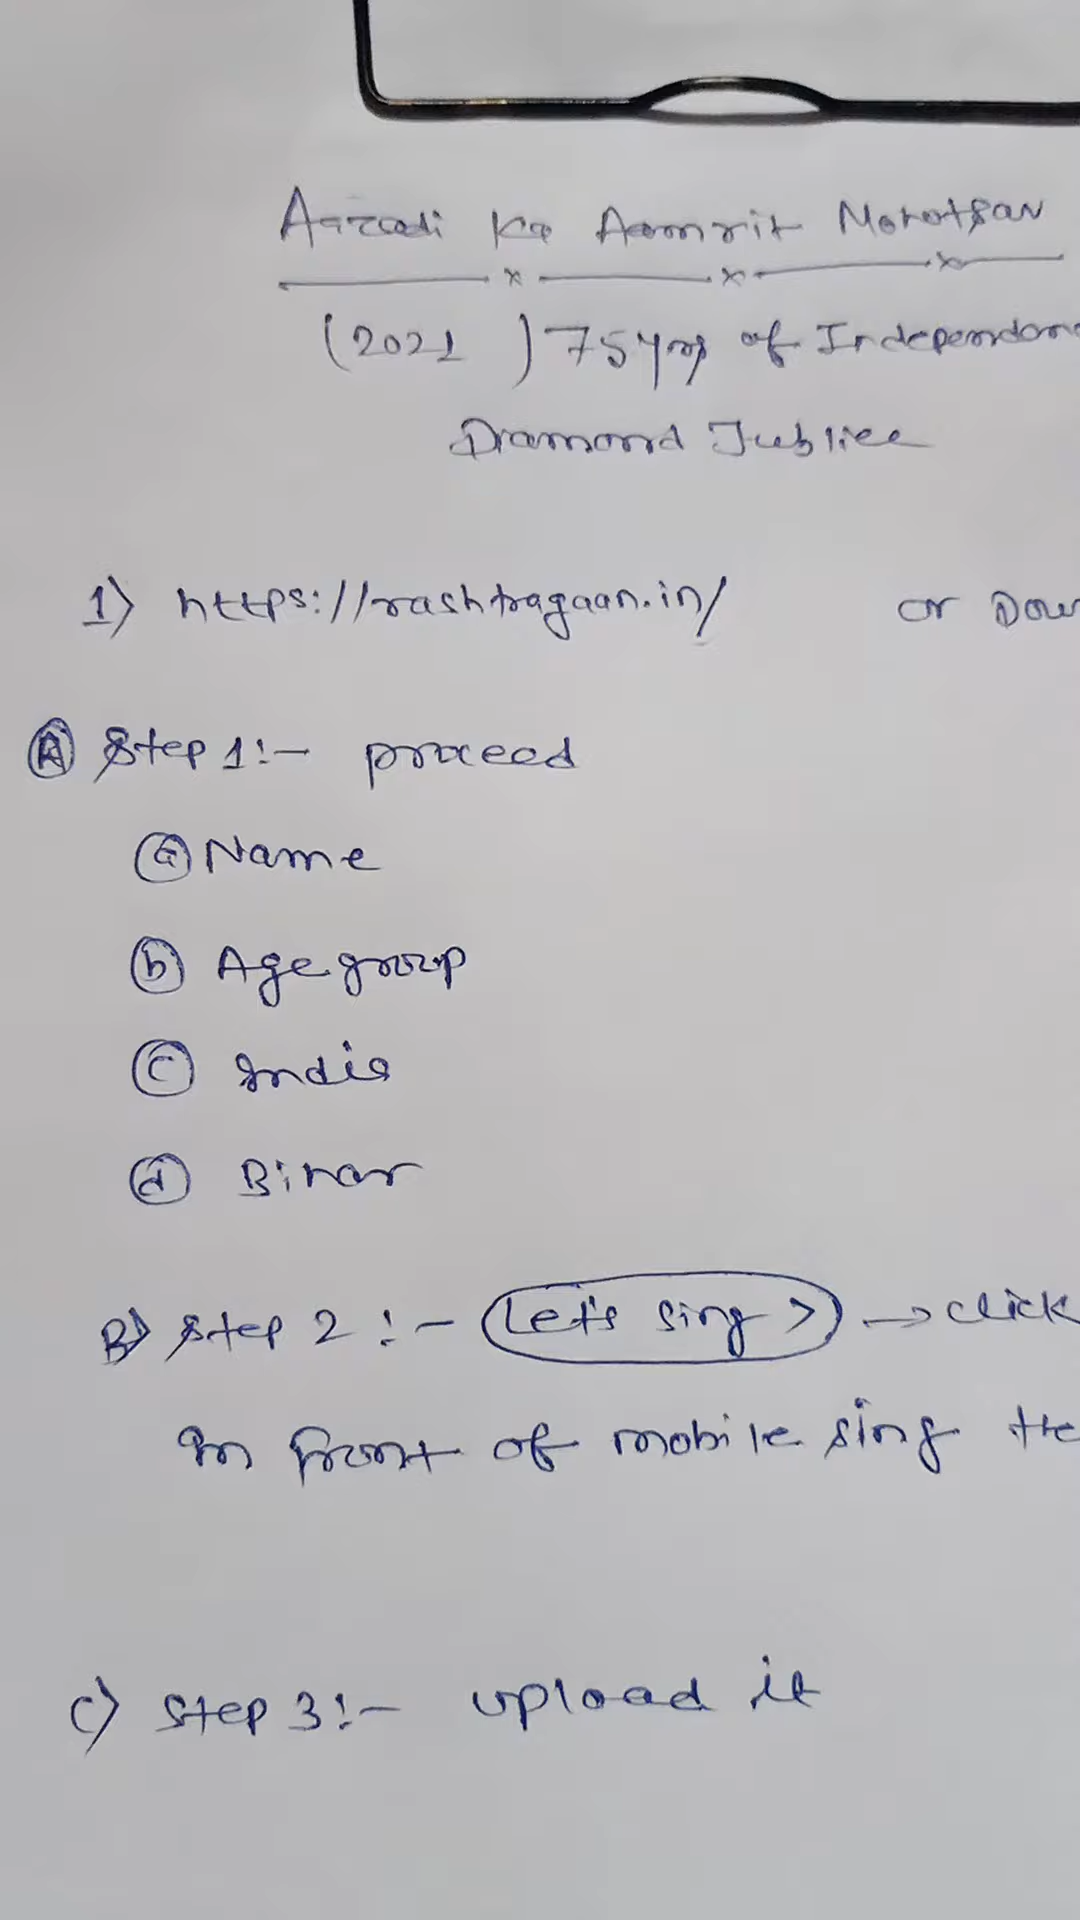 Aazadi Ka Aamrit Mohotsav
(2021 ) 75 yrs of Independenc
Diamond Jubliee
1) https://rashtragaan.in/ or Dow
(A) Step 1:- proceed
(a) Name
(b) Age group
(c) India
(d) Bihar
B) Step 2 :- Let's sing > → click
In front of mobile sing the
C) Step 3:- upload it